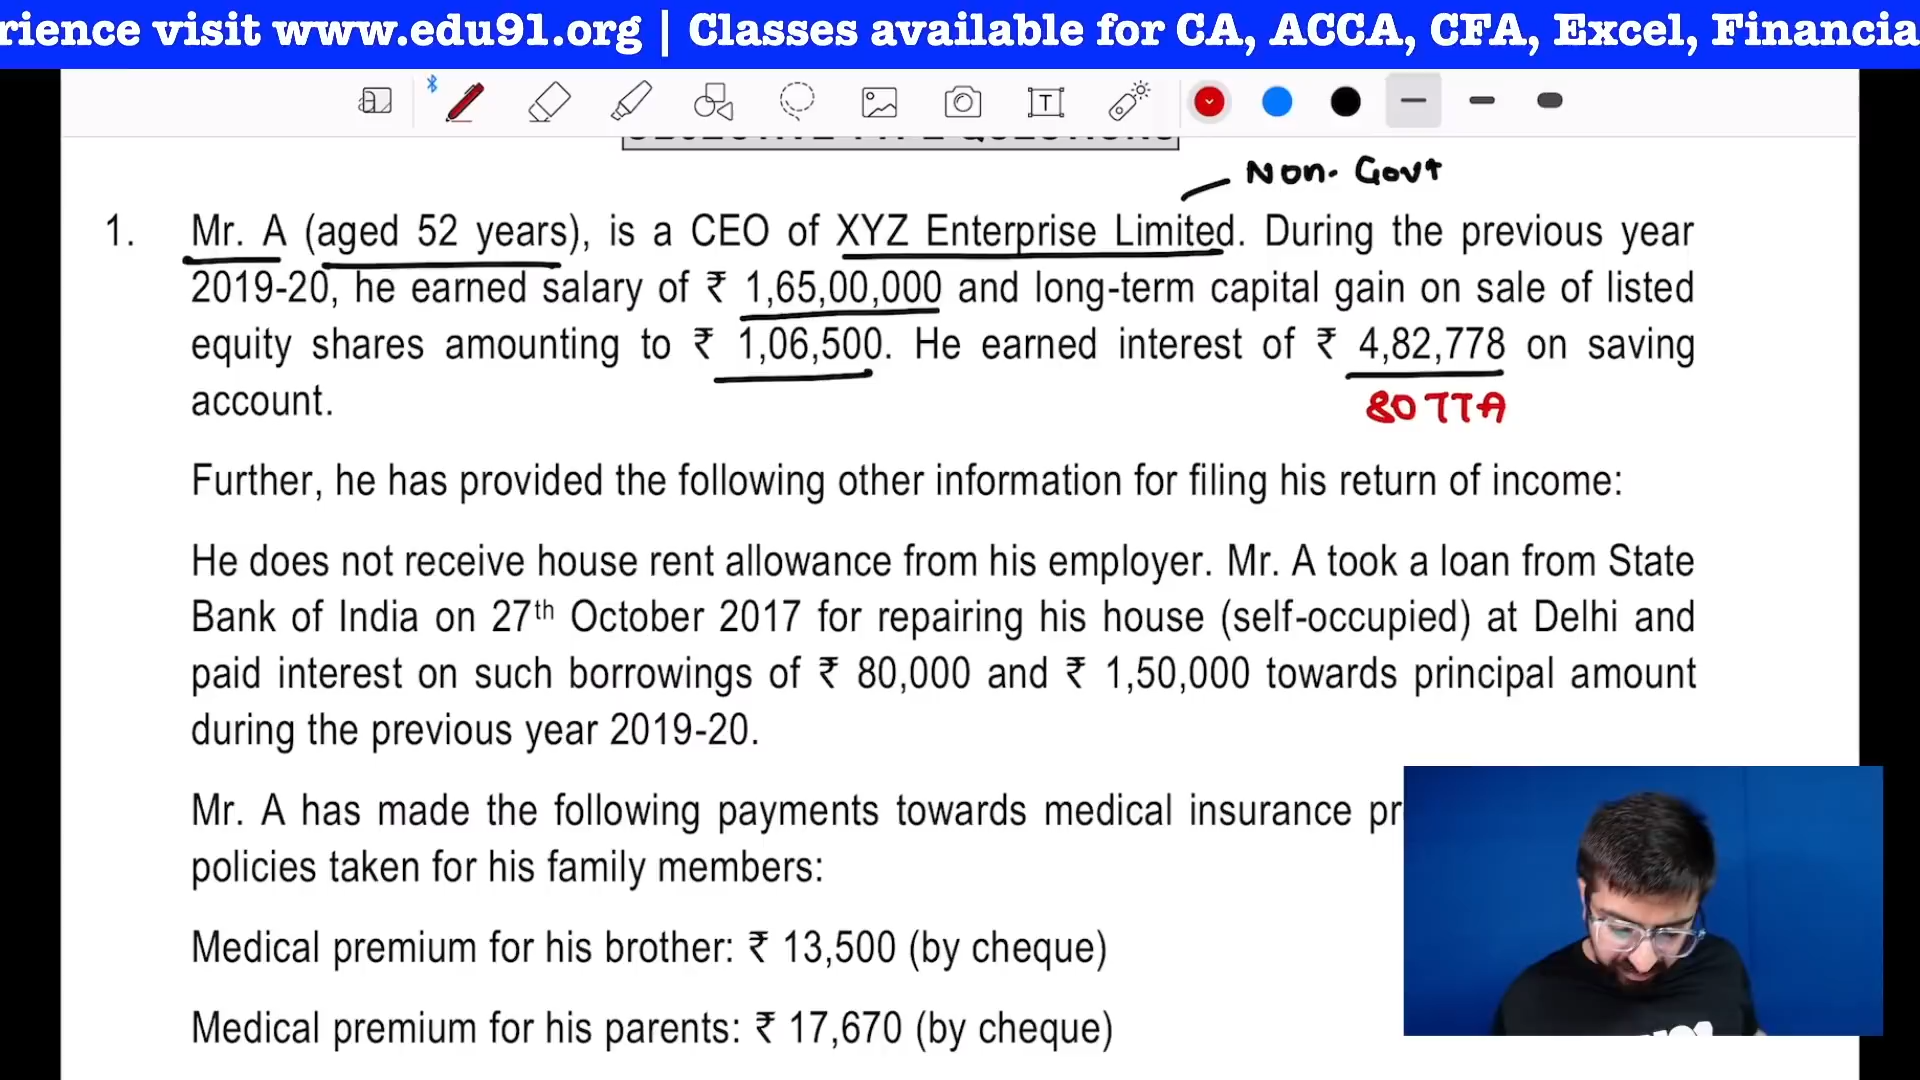 rience visit www.edu91.org | Classes available for CA, ACCA, CFA, Excel, Financia
OBJECTIVE TYPE QUESTIONS
Non-Govt
1. Mr. A (aged 52 years), is a CEO of XYZ Enterprise Limited. During the previous year
2019-20, he earned salary of ₹ 1,65,00,000 and long-term capital gain on sale of listed
equity shares amounting to ₹ 1,06,500. He earned interest of ₹ 4,82,778 on saving
account.
80 TTA
Further, he has provided the following other information for filing his return of income:
He does not receive house rent allowance from his employer. Mr. A took a loan from State
Bank of India on 27th October 2017 for repairing his house (self-occupied) at Delhi and
paid interest on such borrowings of ₹ 80,000 and ₹ 1,50,000 towards principal amount
during the previous year 2019-20.
Mr. A has made the following payments towards medical insurance pr
policies taken for his family members:
Medical premium for his brother: ₹ 13,500 (by cheque)
Medical premium for his parents: ₹ 17,670 (by cheque)